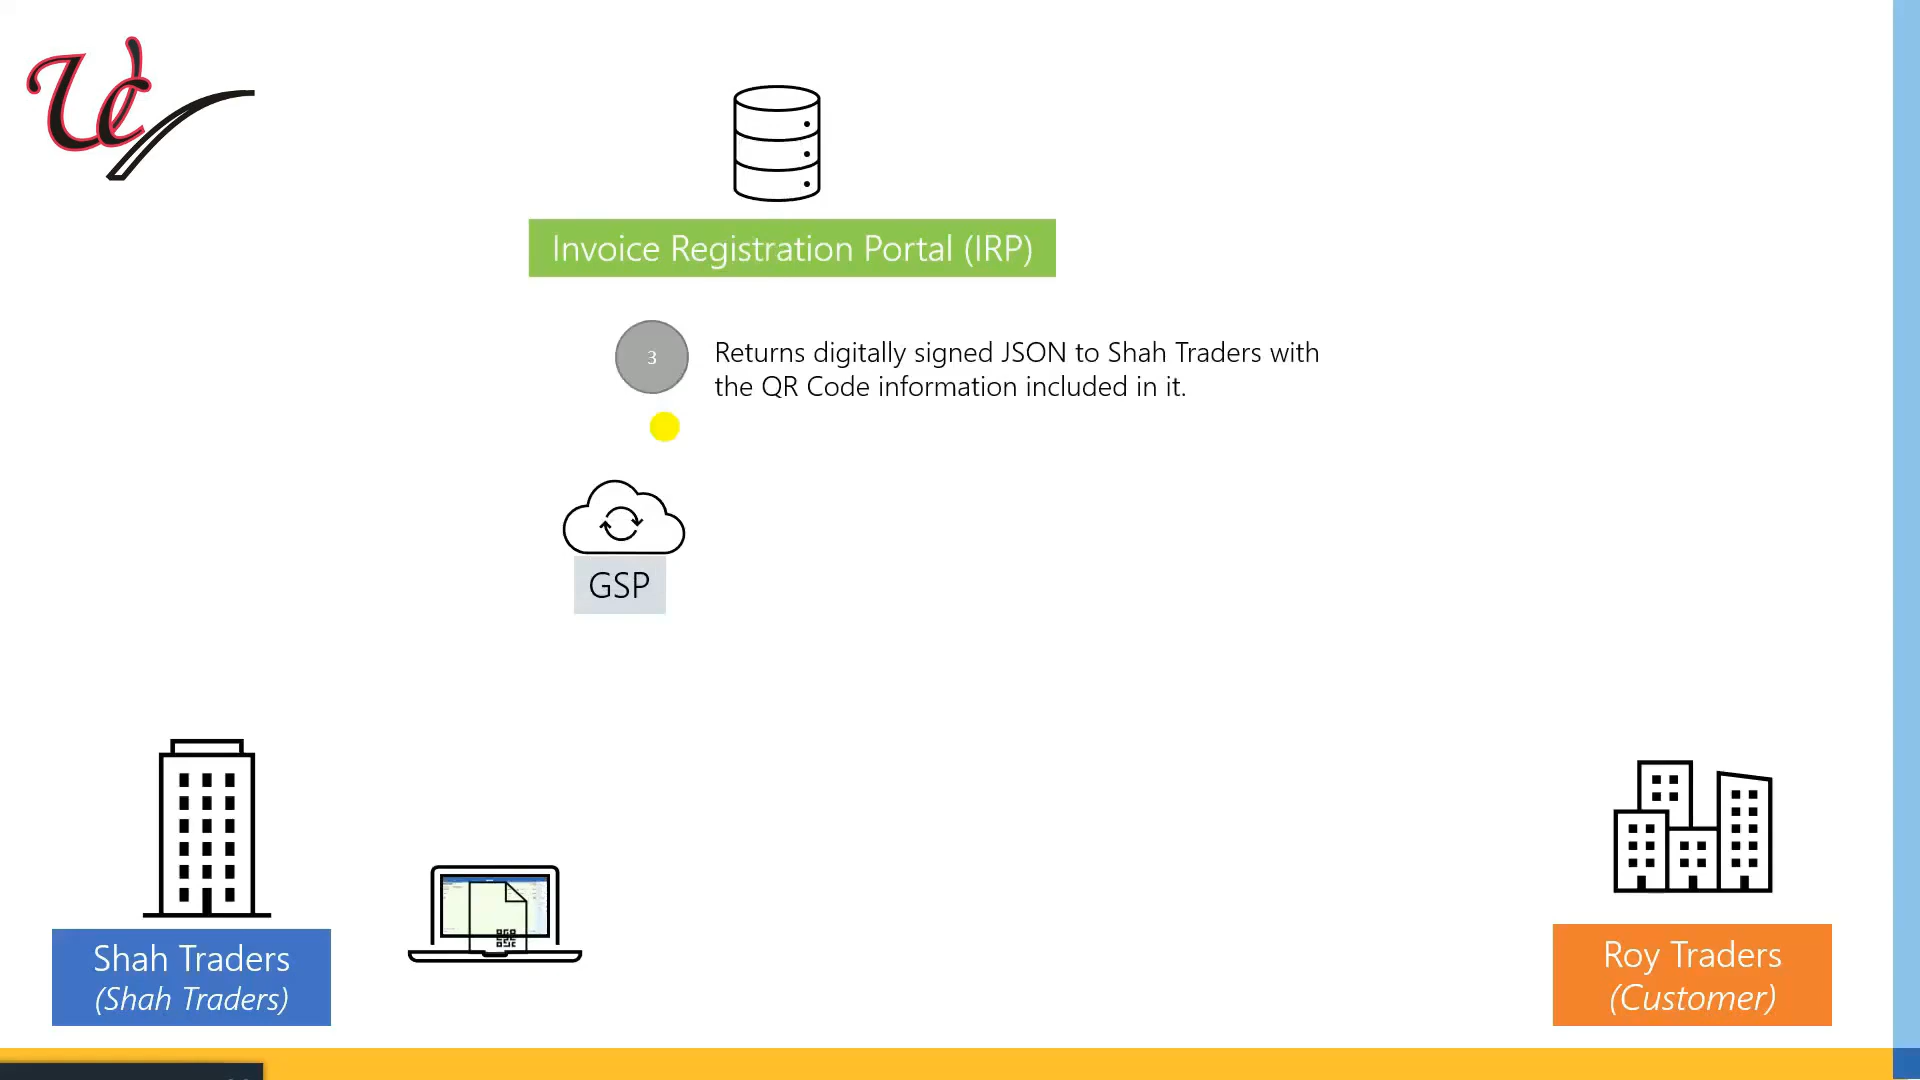 Invoice Registration Portal (IRP)
3
Returns digitally signed JSON to Shah Traders with
the QR Code information included in it.
GSP
Shah Traders
(Shah Traders)
Roy Traders
(Customer)